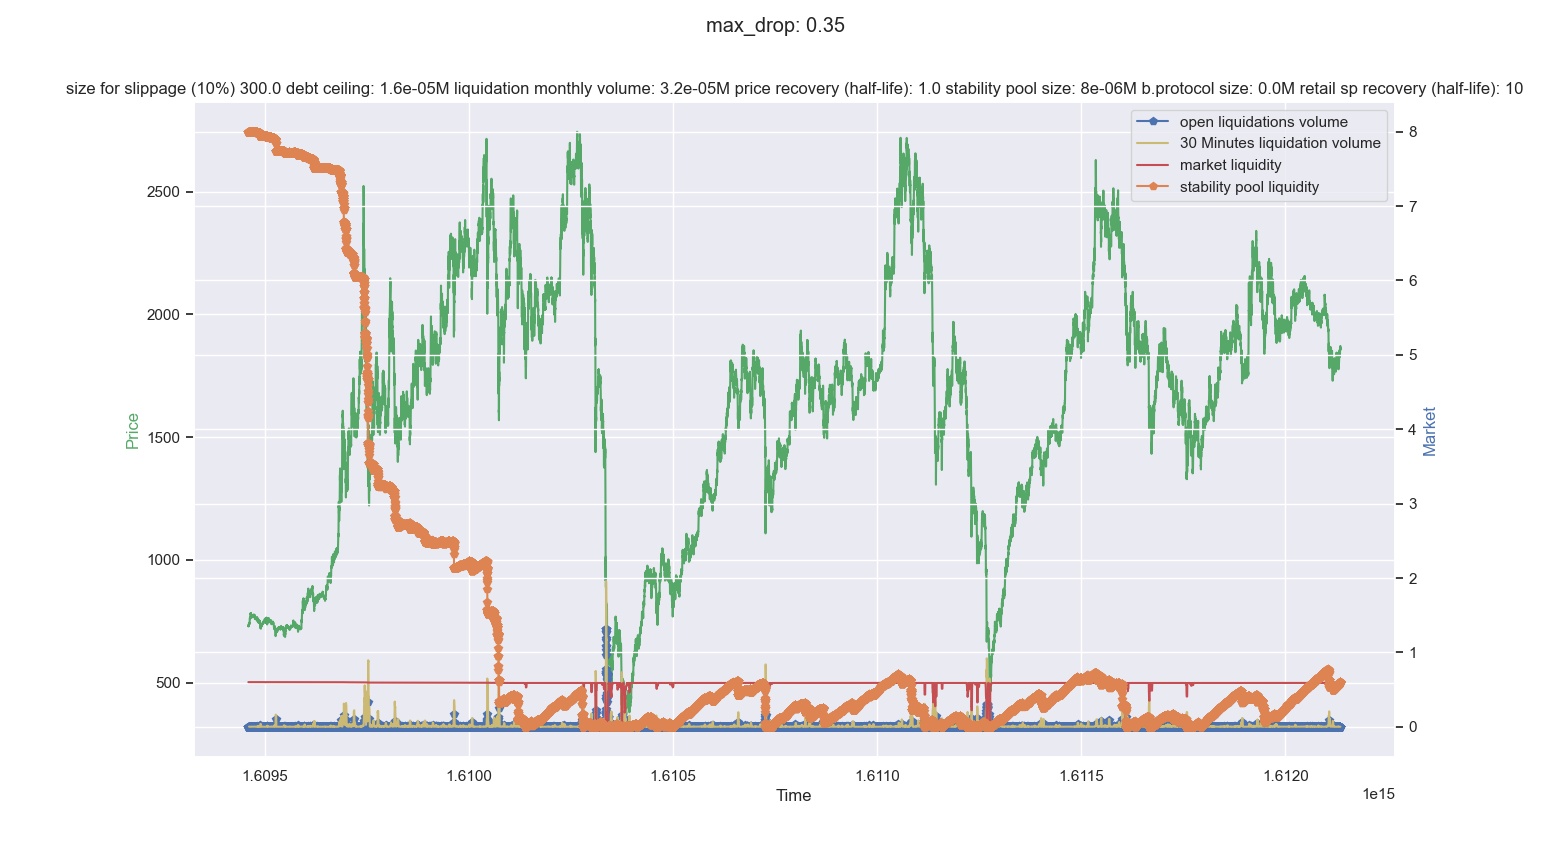 max_drop: 0.35
size for slippage (10%) 300.0 debt ceiling: 1.6e-05M liquidation monthly volume: 3.2e-05M price recovery (half-life): 1.0 stability pool size: 8e-06M b.protocol size: 0.0M retail sp recovery (half-life): 10
open liquidations volume
30 Minutes liquidation volume
market liquidity
stability pool liquidity
Price
2500
2000
1500
1000
500
8
7
6
5
4
3
2
1
0
Market
1.6095 1.6100 1.6105 1.6110 1.6115 1.6120
1e15
Time